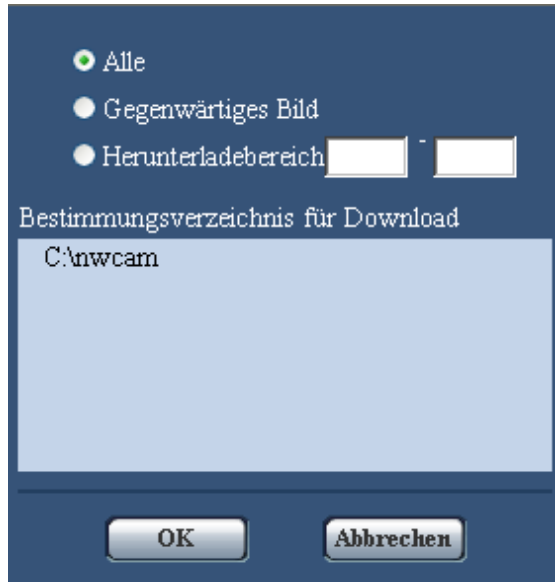 Alle
Gegenwärtiges Bild
Herunterladebereich -
Bestimmungsverzeichnis für Download
C:\nwcam
OK Abbrechen